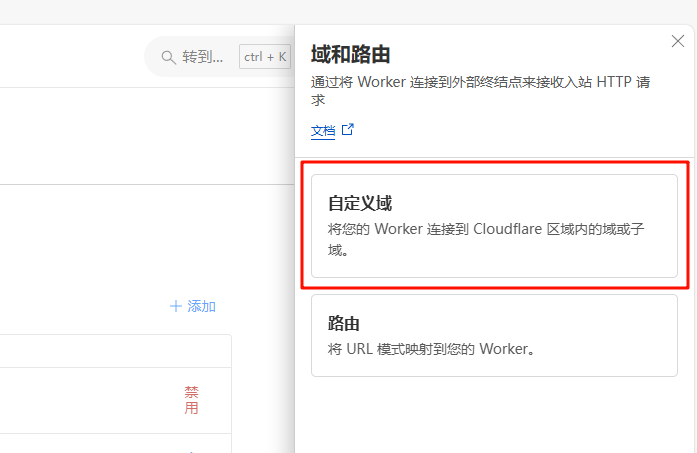 转到... ctrl + K
域和路由
通过将 Worker 连接到外部终结点来接收入站 HTTP 请
求
文档
自定义域
将您的 Worker 连接到 Cloudflare 区域内的域或子
域。
+ 添加
路由
将 URL 模式映射到您的 Worker。
禁
用